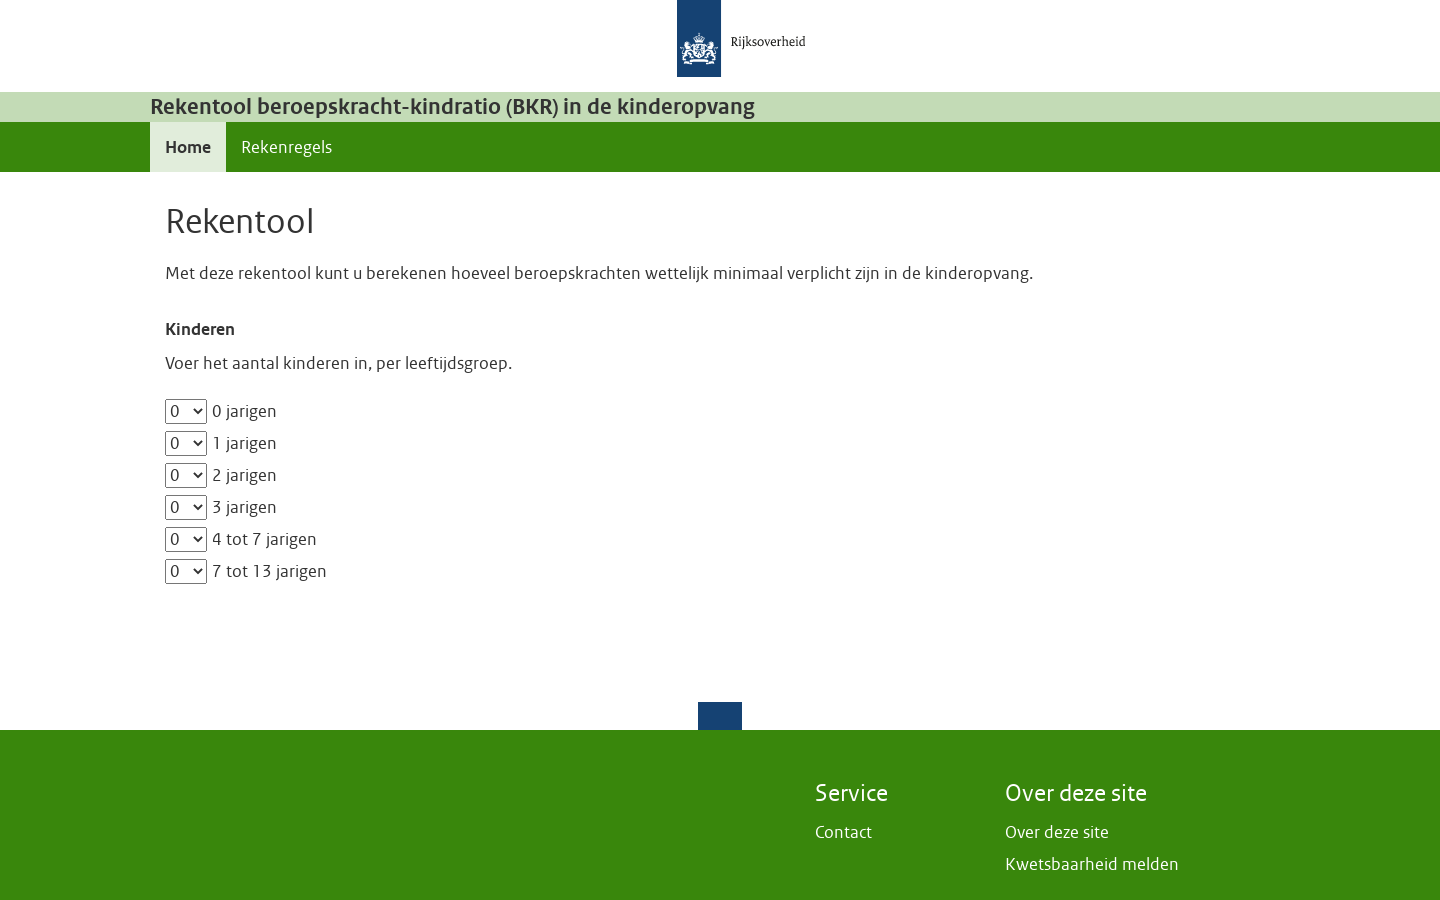 Rijksoverheid
Rekentool beroepskracht-kindratio (BKR) in de kinderopvang
Home Rekenregels
Rekentool
Met deze rekentool kunt u berekenen hoeveel beroepskrachten wettelijk minimaal verplicht zijn in de kinderopvang.
Kinderen
Voer het aantal kinderen in, per leeftijdsgroep.
0 0 jarigen
0 1 jarigen
0 2 jarigen
0 3 jarigen
0 4 tot 7 jarigen
0 7 tot 13 jarigen
Service
Contact
Over deze site
Over deze site
Kwetsbaarheid melden